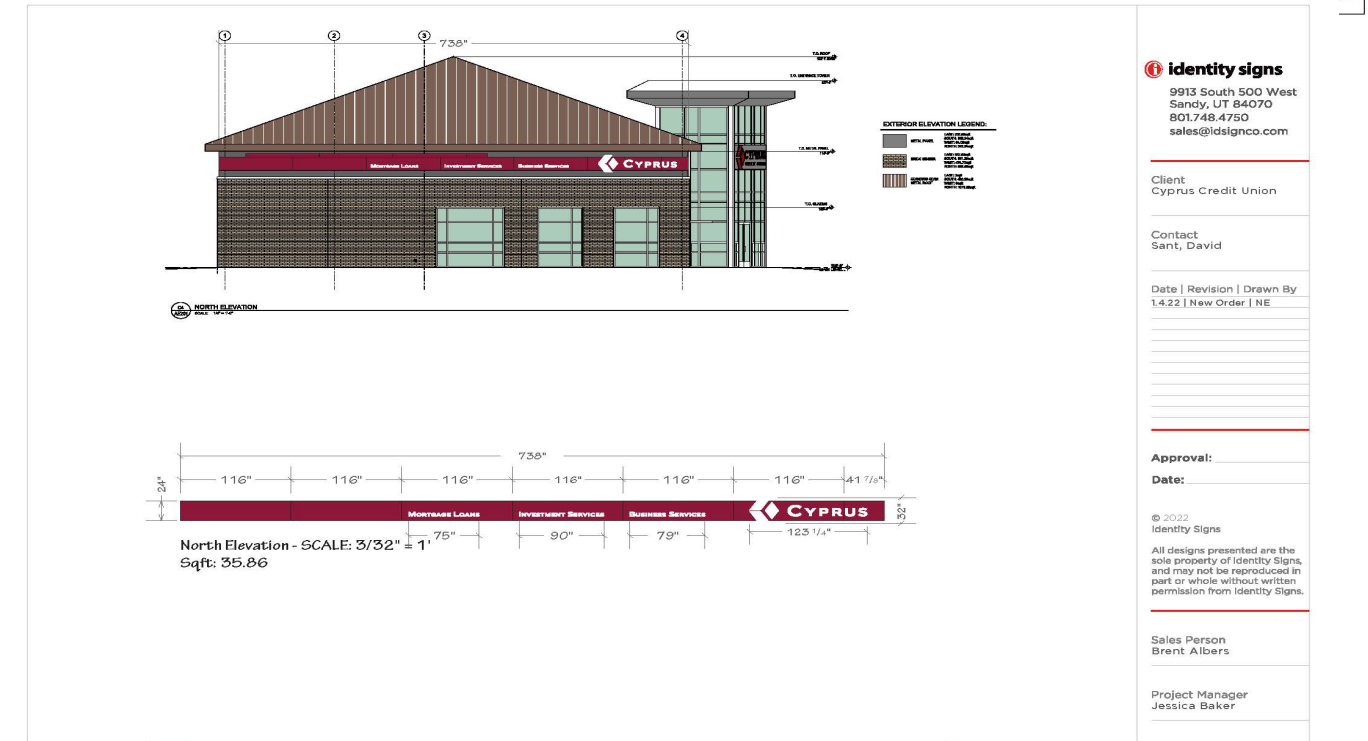 1
2
3
4
738"
T.O. ROOF
T.O. ENTRANCE TOWER
T.O. METAL PANEL
T.O. GLAZING
MORTGAGE LOANS
INVESTMENT SERVICES
BUSINESS SERVICES
CYPRUS
EXTERIOR ELEVATION LEGEND:
METAL PANEL
BRICK VENEER
NORTH ELEVATION
738"
116"
116"
116"
116"
116"
116"
41 7/8"
24"
MORTGAGE LOANS
INVESTMENT SERVICES
BUSINESS SERVICES
CYPRUS
32"
75"
90"
79"
123 1/4"
North Elevation - SCALE: 3/32" = 1'
Sqft: 35.86
identity signs
9913 South 500 West
Sandy, UT 84070
801.748.4750
sales@idsignco.com
Client
Cyprus Credit Union
Contact
Sant, David
Date | Revision | Drawn By
1.4.22 | New Order | NE
Approval:
Date:
© 2022
Identity Signs
All designs presented are the
sole property of Identity Signs,
and may not be reproduced in
part or whole without written
permission from Identity Signs.
Sales Person
Brent Albers
Project Manager
Jessica Baker